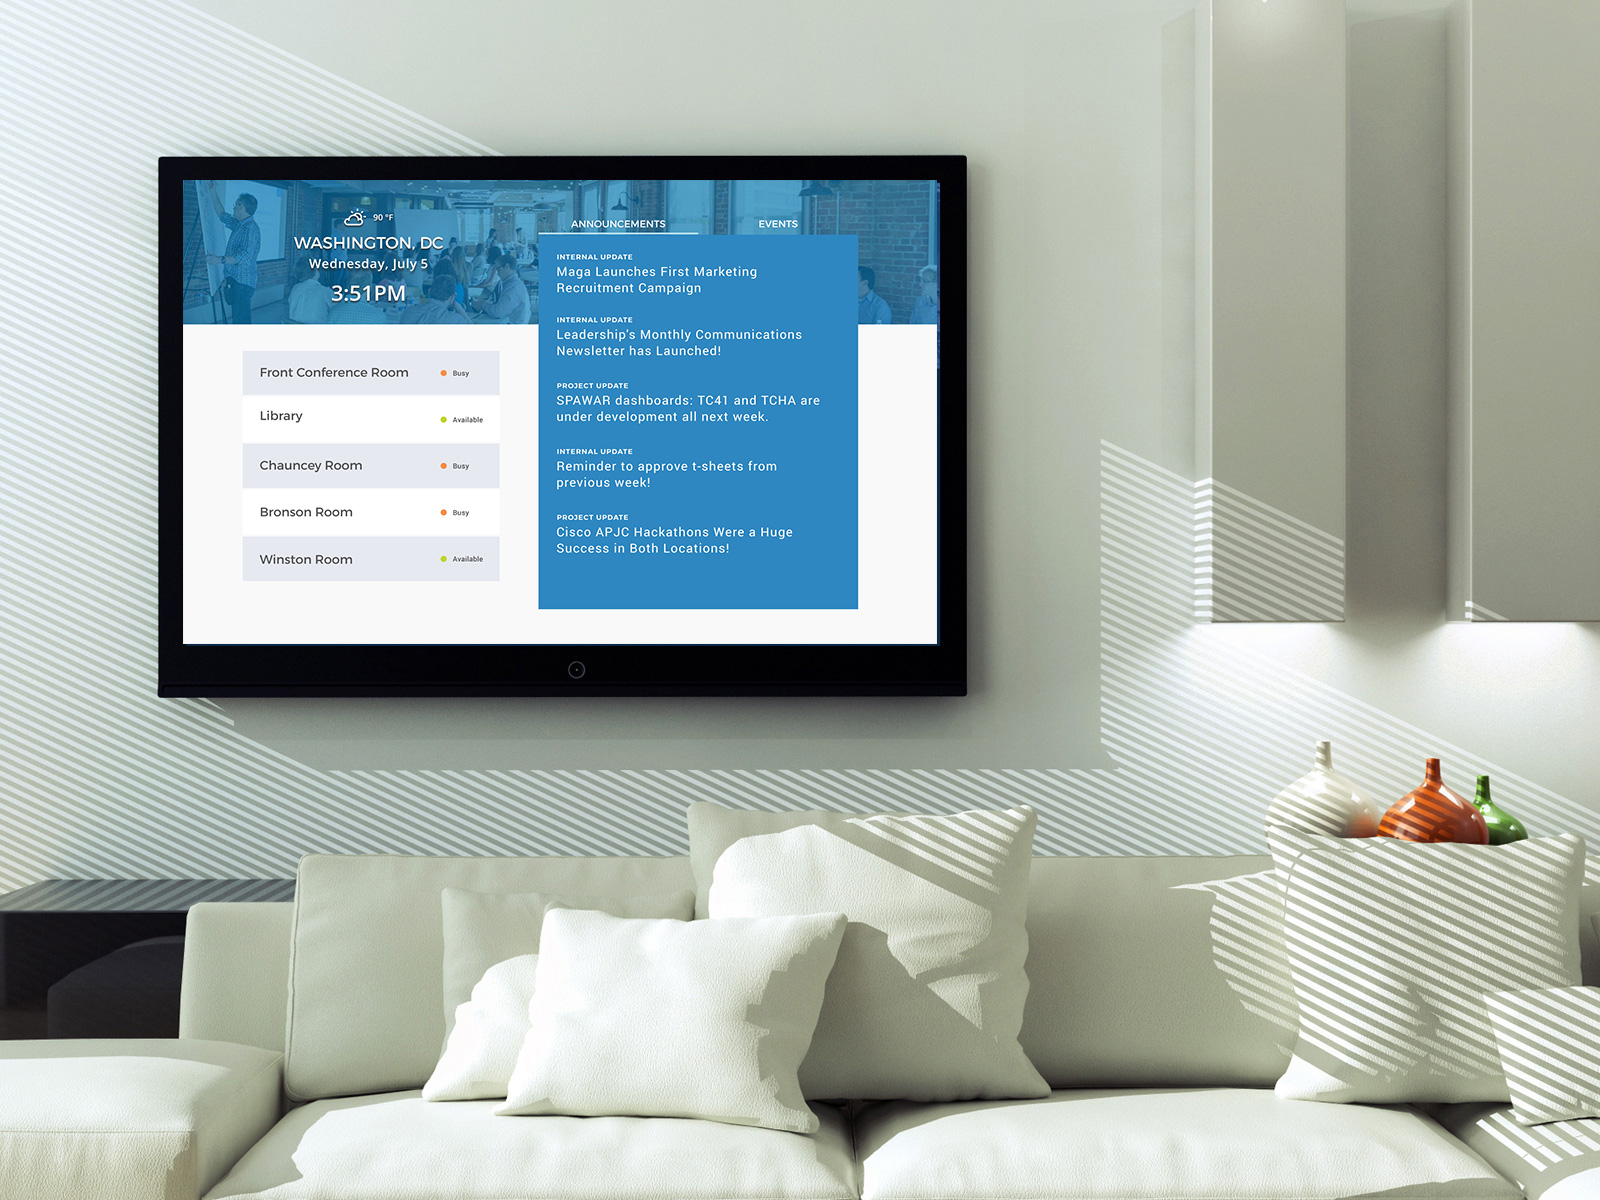 90 °F
WASHINGTON, DC
Wednesday, July 5
3:51PM
ANNOUNCEMENTS
EVENTS
Front Conference Room
Busy
Library
Available
Chauncey Room
Busy
Bronson Room
Busy
Winston Room
Available
INTERNAL UPDATE
Maga Launches First Marketing
Recruitment Campaign
INTERNAL UPDATE
Leadership's Monthly Communications
Newsletter has Launched!
PROJECT UPDATE
SPAWAR dashboards: TC41 and TCHA are
under development all next week.
INTERNAL UPDATE
Reminder to approve t-sheets from
previous week!
PROJECT UPDATE
Cisco APJC Hackathons Were a Huge
Success in Both Locations!